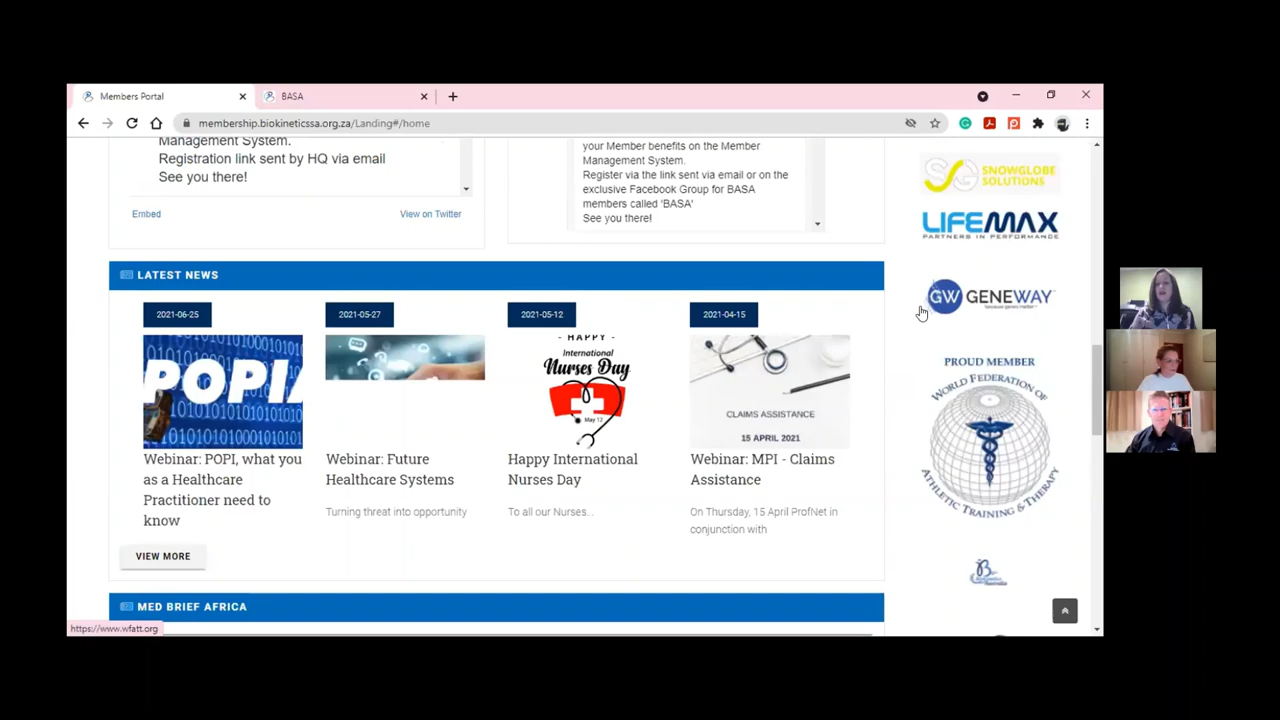 Members Portal
BASA
membership.biokineticssa.org.za/Landing#/home
Management System.
Registration link sent by HQ via email
See you there!
Embed
View on Twitter
your Member benefits on the Member
Management System.
Register via the link sent via email or on the
exclusive Facebook Group for BASA
members called 'BASA'
See you there!
SNOWGLOBE
SOLUTIONS
LIFEMAX
PARTNERS IN PERFORMANCE
GW GENEWAY
because genes matter
LATEST NEWS
2021-06-25
POPIA
Webinar: POPI, what you
as a Healthcare
Practitioner need to
know
2021-05-27
Webinar: Future
Healthcare Systems
Turning threat into opportunity
2021-05-12
- HAPPY -
International
Nurses Day
May 12
Happy International
Nurses Day
To all our Nurses...
2021-04-15
CLAIMS ASSISTANCE
15 APRIL 2021
Webinar: MPI - Claims
Assistance
On Thursday, 15 April ProfNet in
conjunction with
VIEW MORE
PROUD MEMBER
WORLD FEDERATION OF
ATHLETIC TRAINING & THERAPY
MED BRIEF AFRICA
https://www.wfatt.org